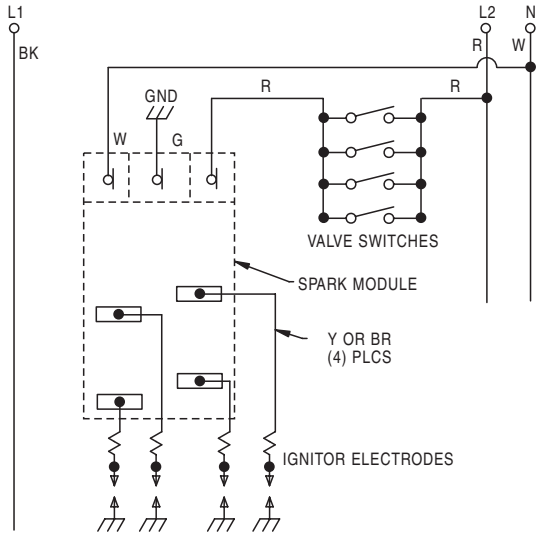 L1
L2
N
BK
R
W
GND
R
R
W
G
VALVE SWITCHES
SPARK MODULE
Y OR BR
(4) PLCS
IGNITOR ELECTRODES